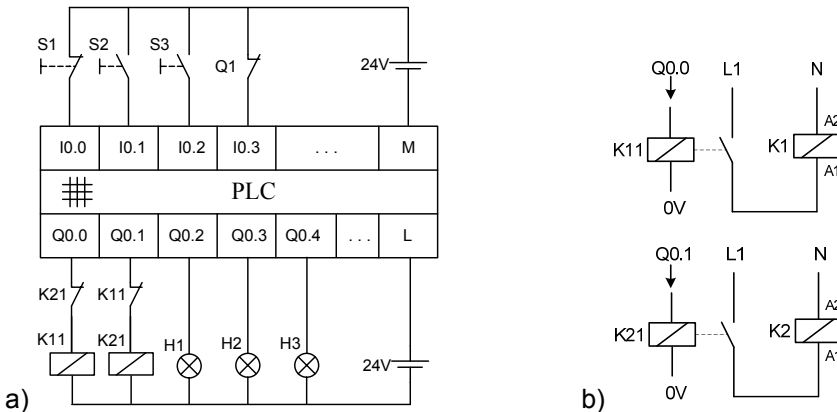 S1 S2 S3 Q1 24V
I0.0 I0.1 I0.2 I0.3 . . . M
PLC
Q0.0 Q0.1 Q0.2 Q0.3 Q0.4 . . . L
K21 K11
K11 K21 H1 H2 H3 24V
a)
Q0.0 L1 N
A2
K11 K1
A1
0V
Q0.1 L1 N
A2
K21 K2
A1
0V
b)